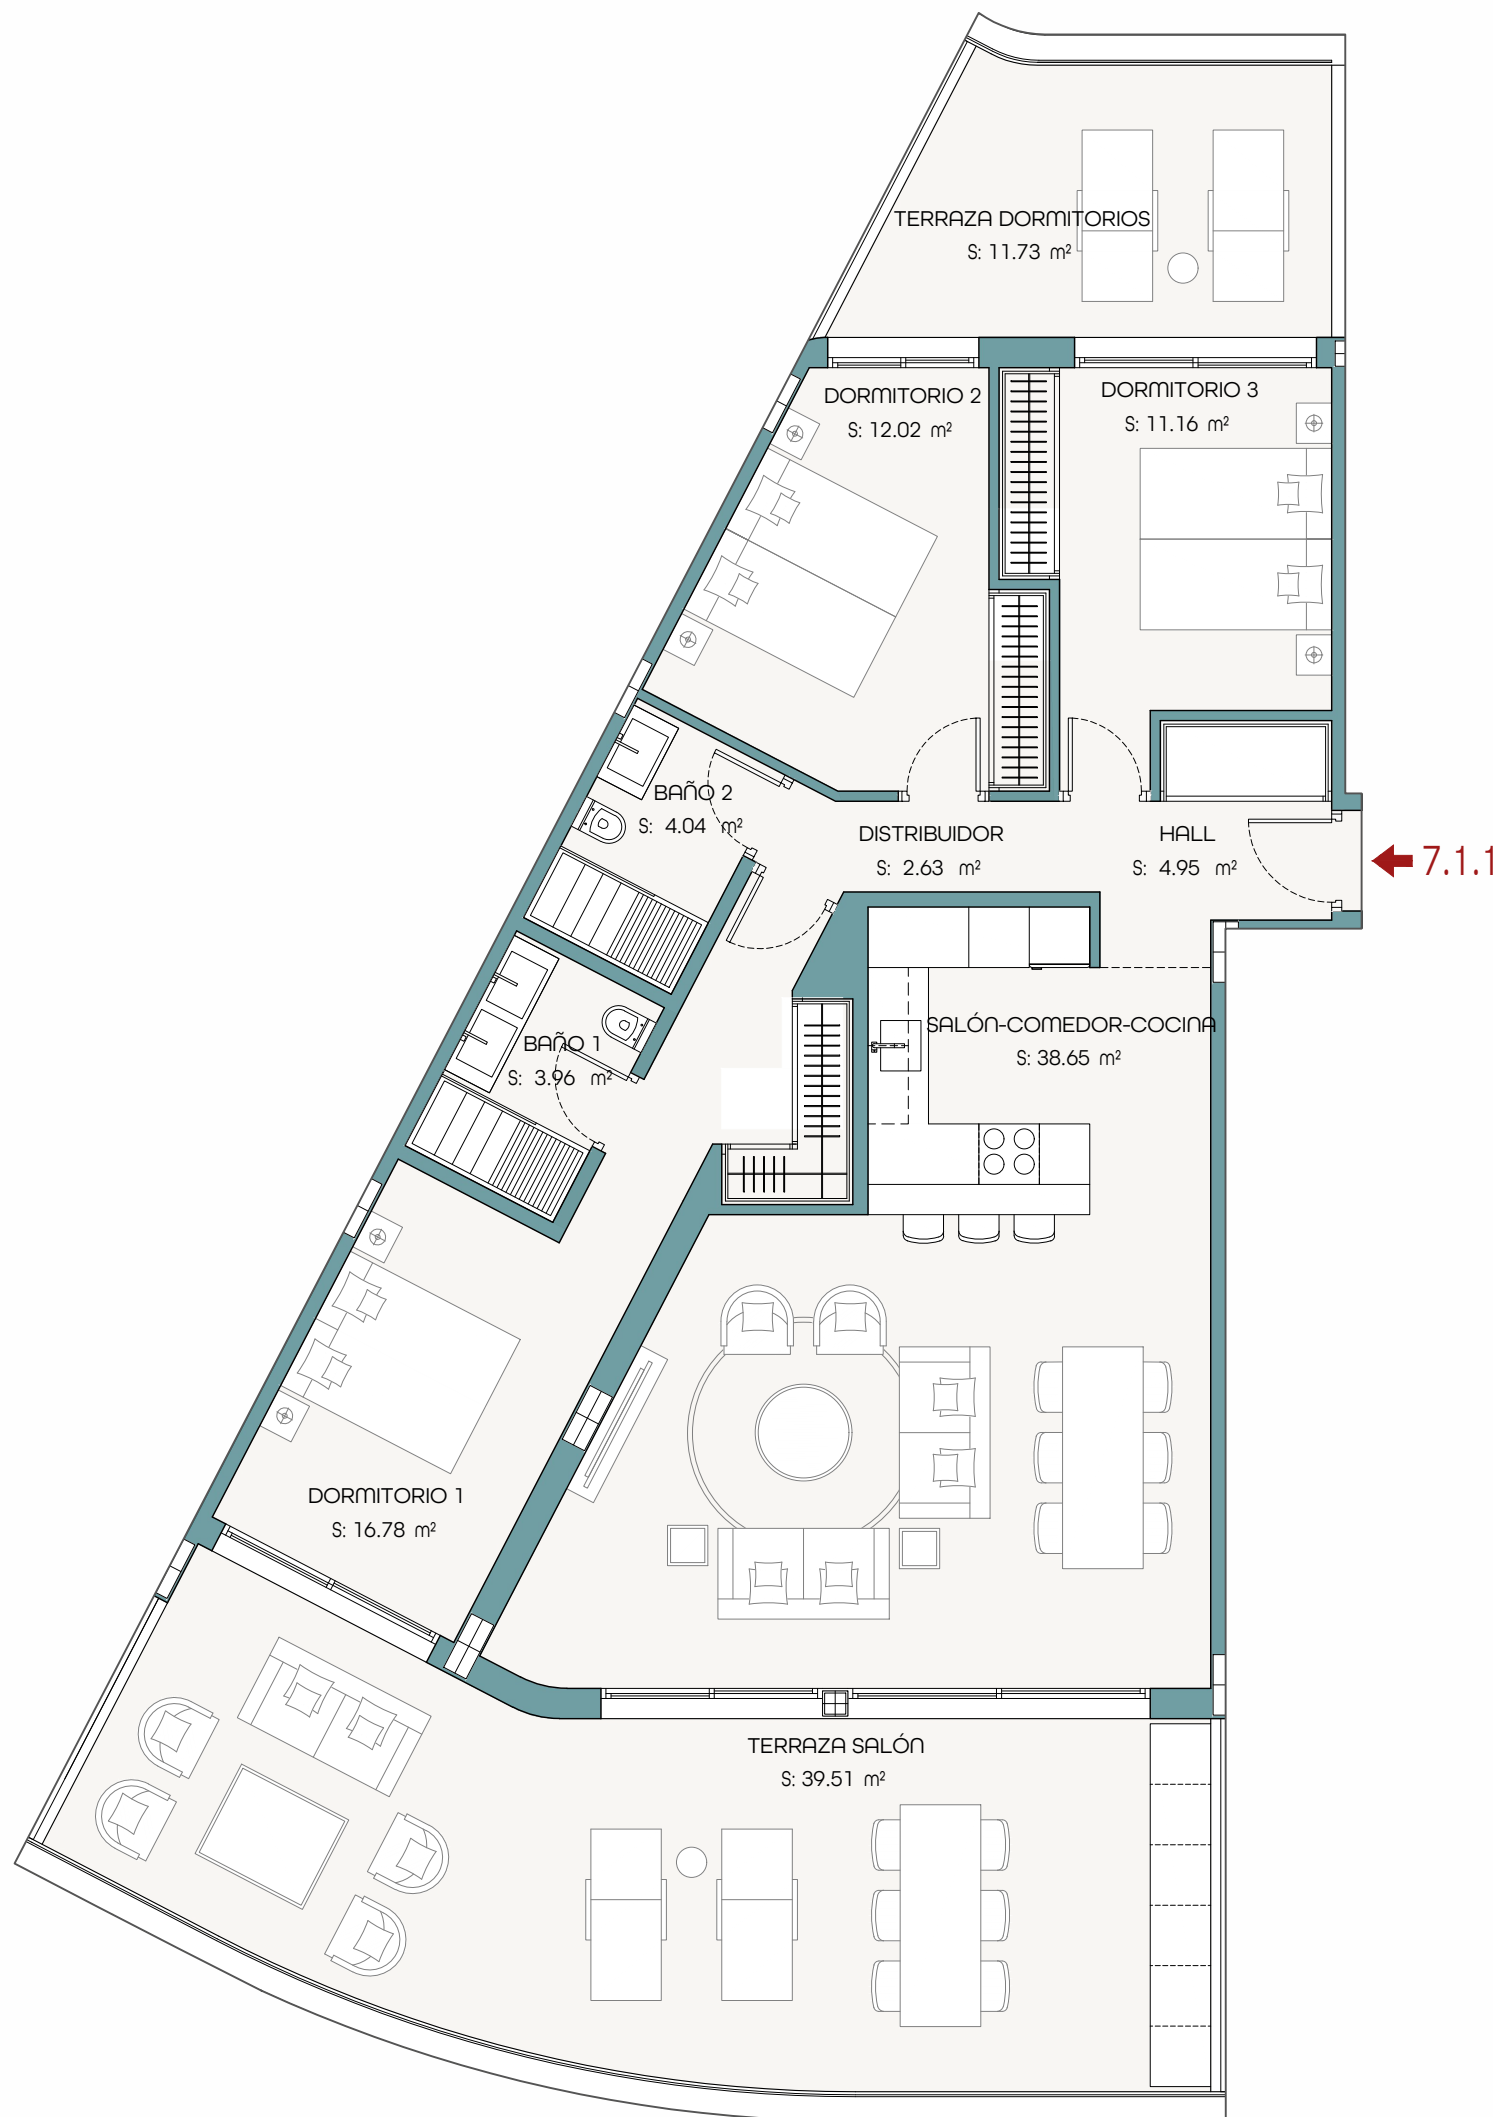 TERRAZA DORMITORIOS
S: 11.73 m²
DORMITORIO 2
S: 12.02 m²
DORMITORIO 3
S: 11.16 m²
BAÑO 2
S: 4.04 m²
DISTRIBUIDOR
S: 2.63 m²
HALL
S: 4.95 m²
7.1.1
SALÓN-COMEDOR-COCINA
S: 38.65 m²
BAÑO 1
S: 3.96 m²
DORMITORIO 1
S: 16.78 m²
TERRAZA SALÓN
S: 39.51 m²